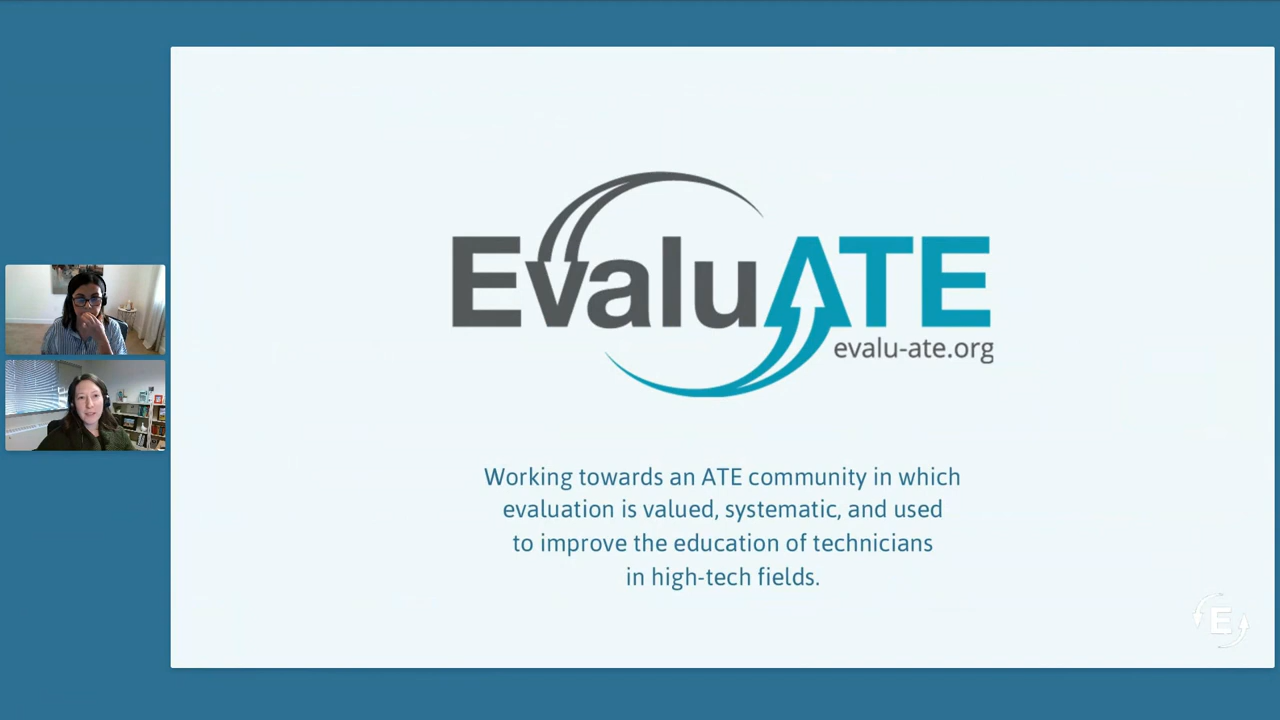 EvaluATE
evalu-ate.org
Working towards an ATE community in which
evaluation is valued, systematic, and used
to improve the education of technicians
in high-tech fields.
E